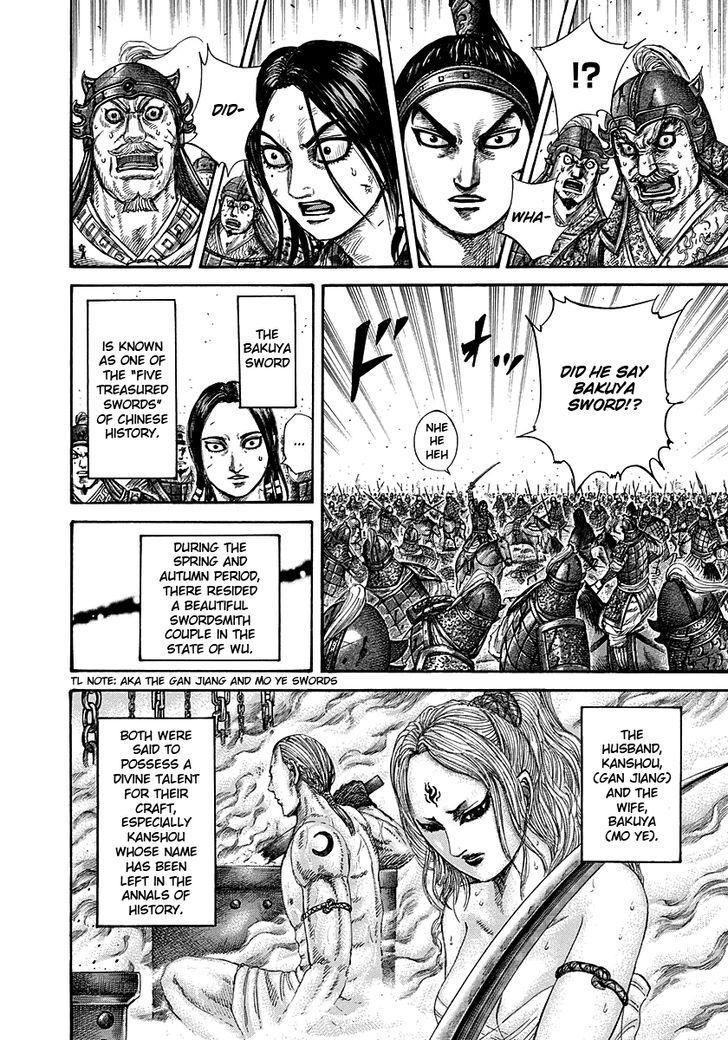 !?
WHA-
DID-
DID HE SAY
BAKUYA
SWORD!?
ドッ
NHE
HE
HEH
THE
BAKUYA
SWORD
IS KNOWN
AS ONE OF
THE "FIVE
TREASURED
SWORDS"
OF CHINESE
HISTORY.
...
DURING THE
SPRING AND
AUTUMN PERIOD,
THERE RESIDED
A BEAUTIFUL
SWORDSMITH
COUPLE IN THE
STATE OF WU.
TL NOTE: AKA THE GAN JIANG AND MO YE SWORDS
THE
HUSBAND,
KANSHOU,
(GAN JIANG)
AND THE
WIFE,
BAKUYA
(MO YE).
BOTH WERE
SAID TO
POSSESS A
DIVINE TALENT
FOR THEIR
CRAFT,
ESPECIALLY
KANSHOU
WHOSE NAME
HAS BEEN
LEFT IN THE
ANNALS OF
HISTORY.